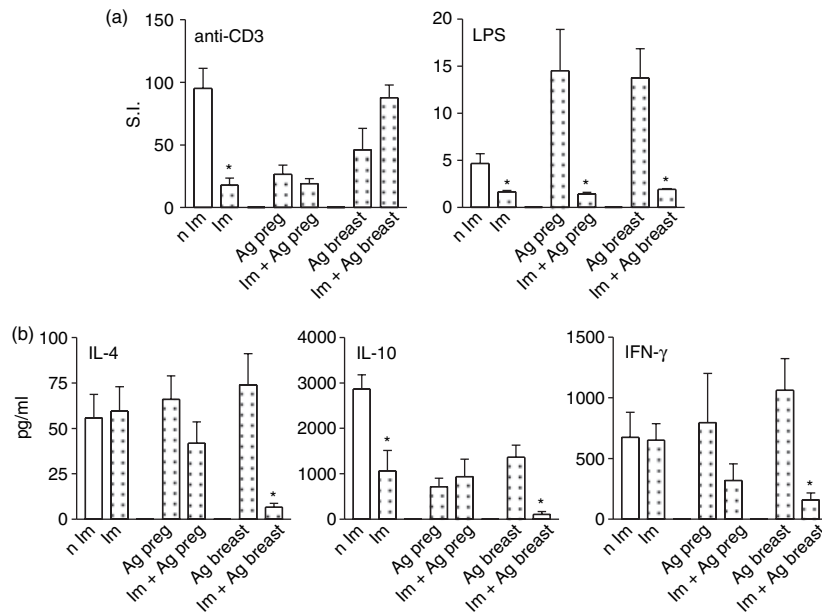 (a)
anti-CD3
S.I.
150
100
50
0
*
n Im
Im
Ag preg
Im + Ag preg
Ag breast
Im + Ag breast
LPS
20
15
10
5
0
*
*
*
n Im
Im
Ag preg
Im + Ag preg
Ag breast
Im + Ag breast
(b)
IL-4
pg/ml
100
75
50
25
0
*
n Im
Im
Ag preg
Im + Ag preg
Ag breast
Im + Ag breast
IL-10
4000
3000
2000
1000
0
*
*
n Im
Im
Ag preg
Im + Ag preg
Ag breast
Im + Ag breast
IFN-γ
1500
1000
500
0
*
n Im
Im
Ag preg
Im + Ag preg
Ag breast
Im + Ag breast